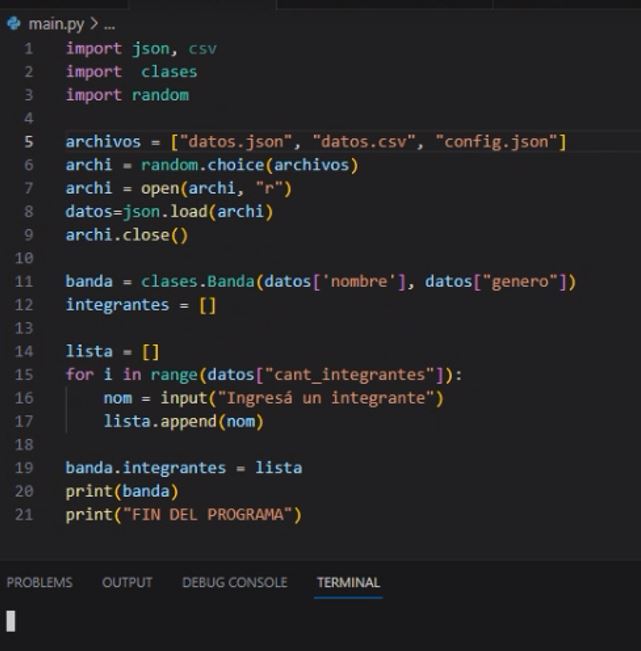 main.py > ...
1 import json, csv
2 import  clases
3 import random
4
5 archivos = ["datos.json", "datos.csv", "config.json"]
6 archi = random.choice(archivos)
7 archi = open(archi, "r")
8 datos=json.load(archi)
9 archi.close()
10
11 banda = clases.Banda(datos['nombre'], datos["genero"])
12 integrantes = []
13
14 lista = []
15 for i in range(datos["cant_integrantes"]):
16     nom = input("Ingresá un integrante")
17     lista.append(nom)
18
19 banda.integrantes = lista
20 print(banda)
21 print("FIN DEL PROGRAMA")
PROBLEMS OUTPUT DEBUG CONSOLE TERMINAL